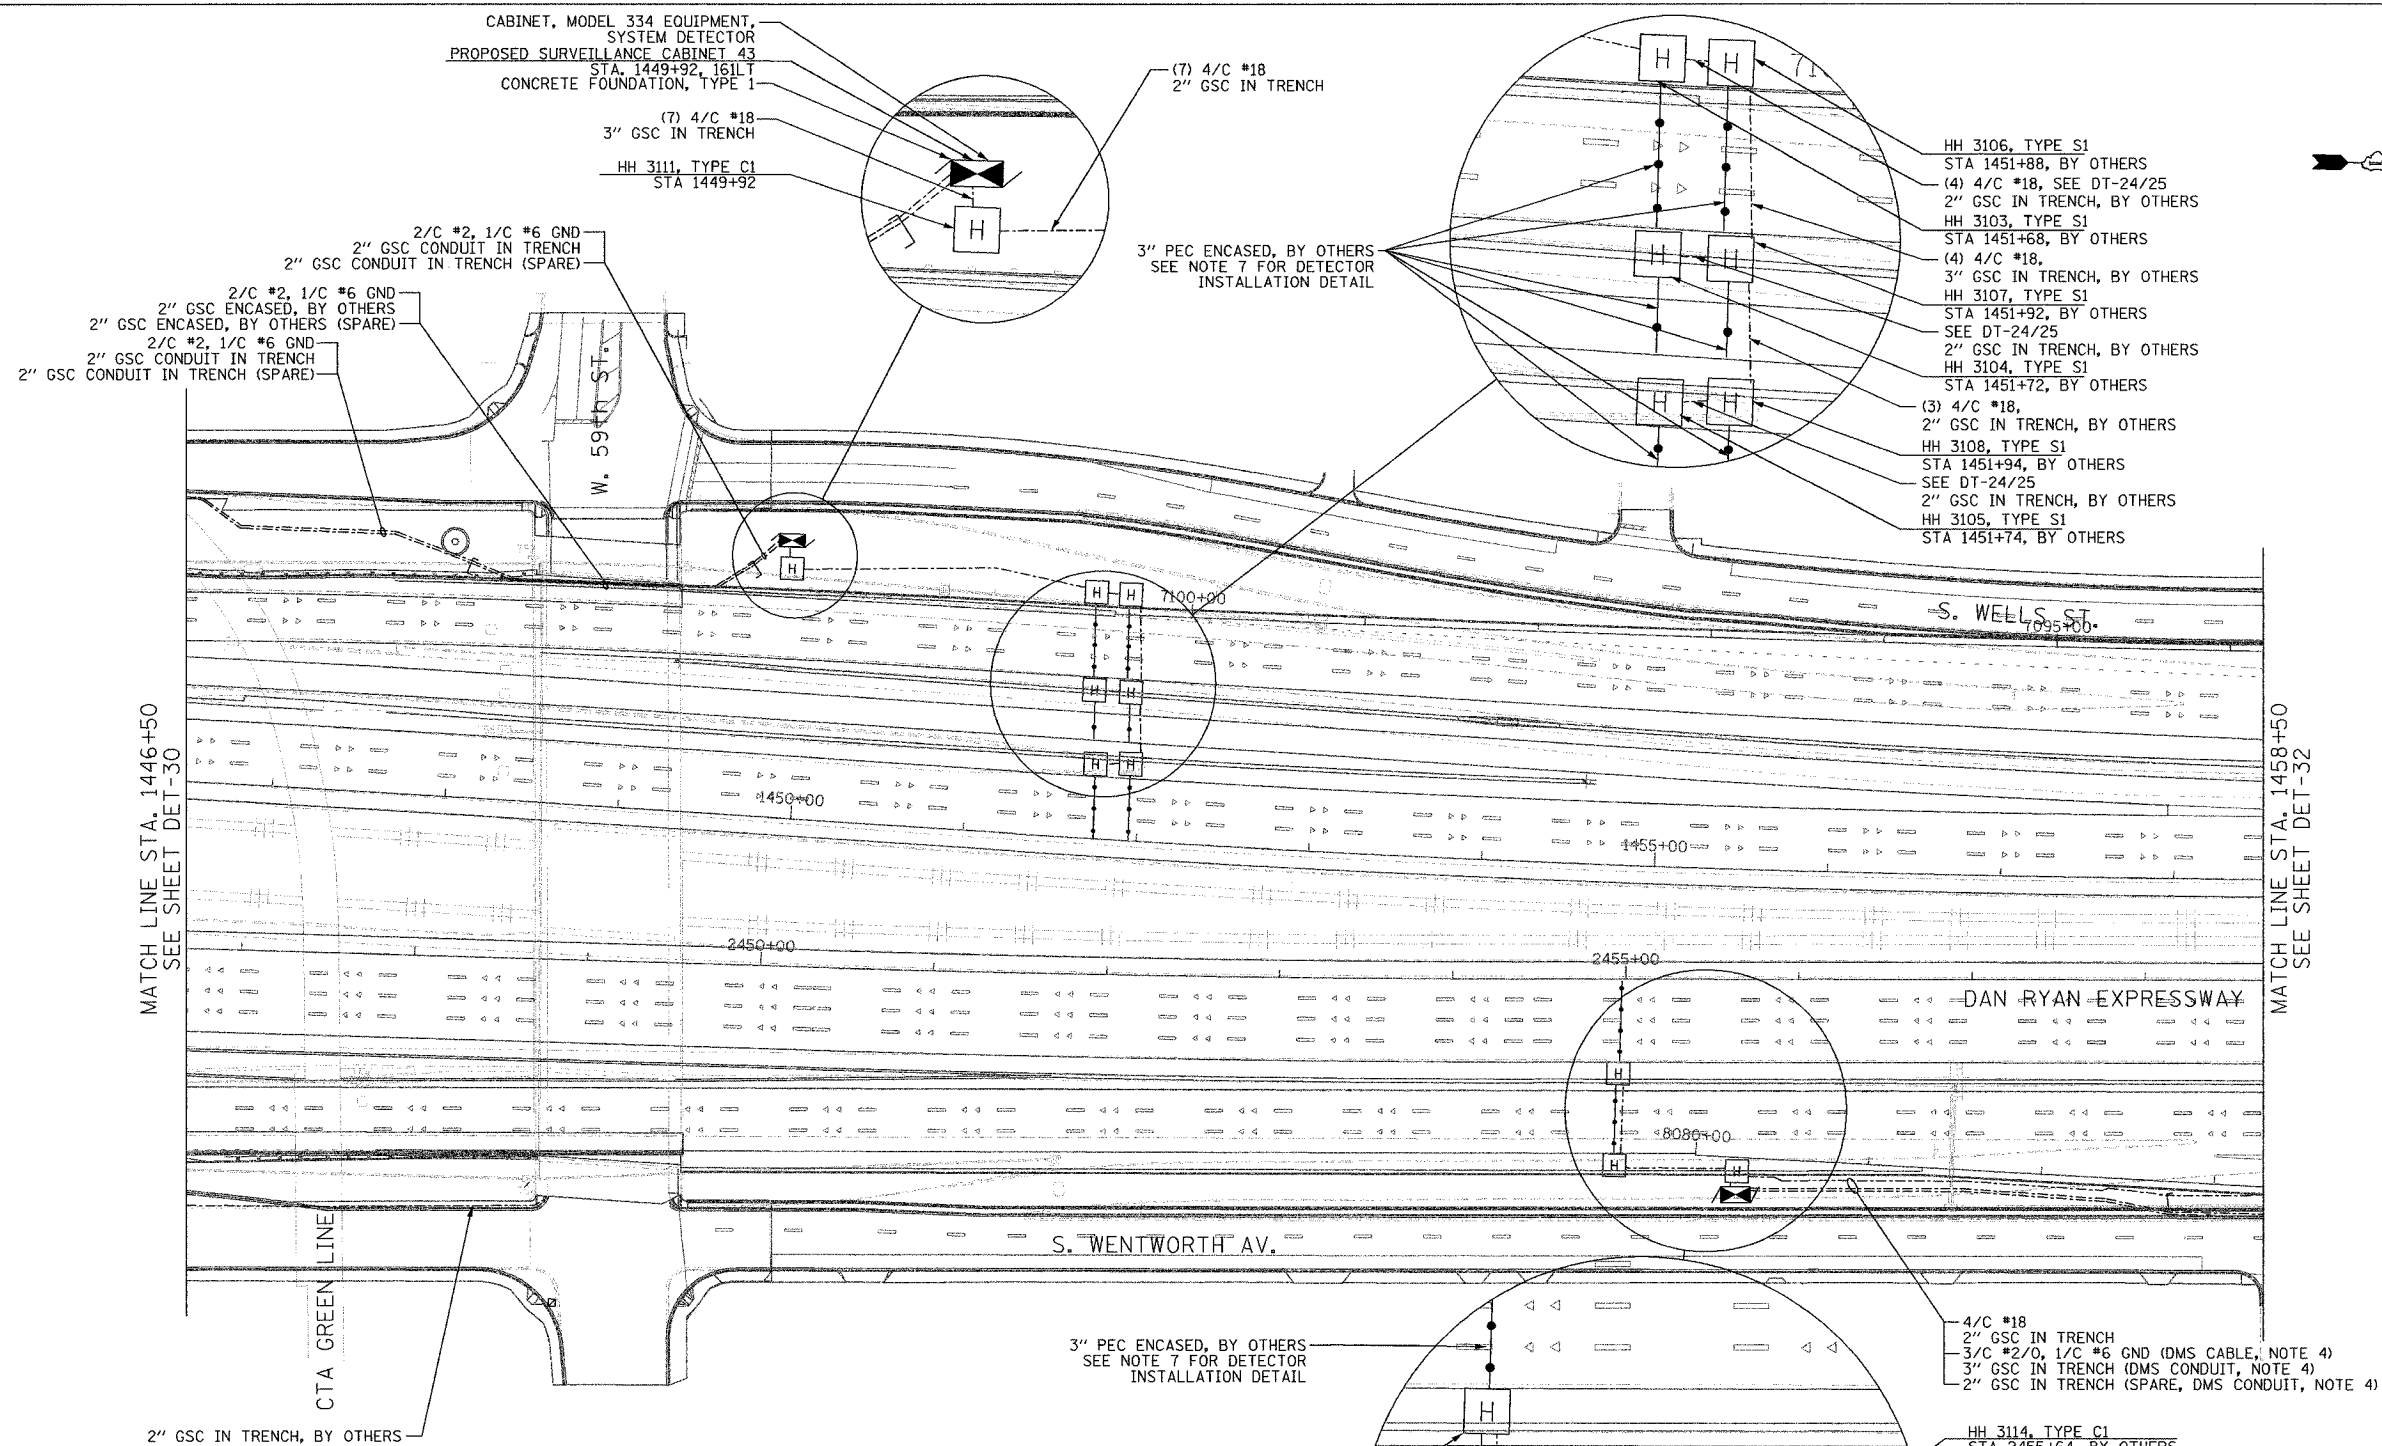 CABINET, MODEL 334 EQUIPMENT,
SYSTEM DETECTOR
PROPOSED SURVEILLANCE CABINET 43
STA. 1449+92, 161LT
CONCRETE FOUNDATION, TYPE 1
(7) 4/C #18
3" GSC IN TRENCH
HH 3111, TYPE C1
STA 1449+92
H
(7) 4/C #18
2" GSC IN TRENCH
2/C #2, 1/C #6 GND
2" GSC CONDUIT IN TRENCH
2" GSC CONDUIT IN TRENCH (SPARE)
2/C #2, 1/C #6 GND
2" GSC ENCASED, BY OTHERS
2" GSC ENCASED, BY OTHERS (SPARE)
2/C #2, 1/C #6 GND
2" GSC CONDUIT IN TRENCH
2" GSC CONDUIT IN TRENCH (SPARE)
3" PEC ENCASED, BY OTHERS
SEE NOTE 7 FOR DETECTOR
INSTALLATION DETAIL
H H
H H
H H
HH 3106, TYPE S1
STA 1451+88, BY OTHERS
(4) 4/C #18, SEE DT-24/25
2" GSC IN TRENCH, BY OTHERS
HH 3103, TYPE S1
STA 1451+68, BY OTHERS
(4) 4/C #18,
3" GSC IN TRENCH, BY OTHERS
HH 3107, TYPE S1
STA 1451+92, BY OTHERS
SEE DT-24/25
2" GSC IN TRENCH, BY OTHERS
HH 3104, TYPE S1
STA 1451+72, BY OTHERS
(3) 4/C #18,
2" GSC IN TRENCH, BY OTHERS
HH 3108, TYPE S1
STA 1451+94, BY OTHERS
SEE DT-24/25
2" GSC IN TRENCH, BY OTHERS
HH 3105, TYPE S1
STA 1451+74, BY OTHERS
W. 59th ST.
H
H H
7100+00
S. WELLS ST.
7095+00
H H
H H
MATCH LINE STA. 1446+50
SEE SHEET DET-30
1450+00
1455+00
MATCH LINE STA. 1458+50
SEE SHEET DET-32
2450+00
2455+00
DAN RYAN EXPRESSWAY
H
8080+00
H H
S. WENTWORTH AV.
CTA GREEN LINE
2" GSC IN TRENCH, BY OTHERS
3" PEC ENCASED, BY OTHERS
SEE NOTE 7 FOR DETECTOR
INSTALLATION DETAIL
H
4/C #18
2" GSC IN TRENCH
3/C #2/0, 1/C #6 GND (DMS CABLE, NOTE 4)
3" GSC IN TRENCH (DMS CONDUIT, NOTE 4)
2" GSC IN TRENCH (SPARE, DMS CONDUIT, NOTE 4)
HH 3114, TYPE C1